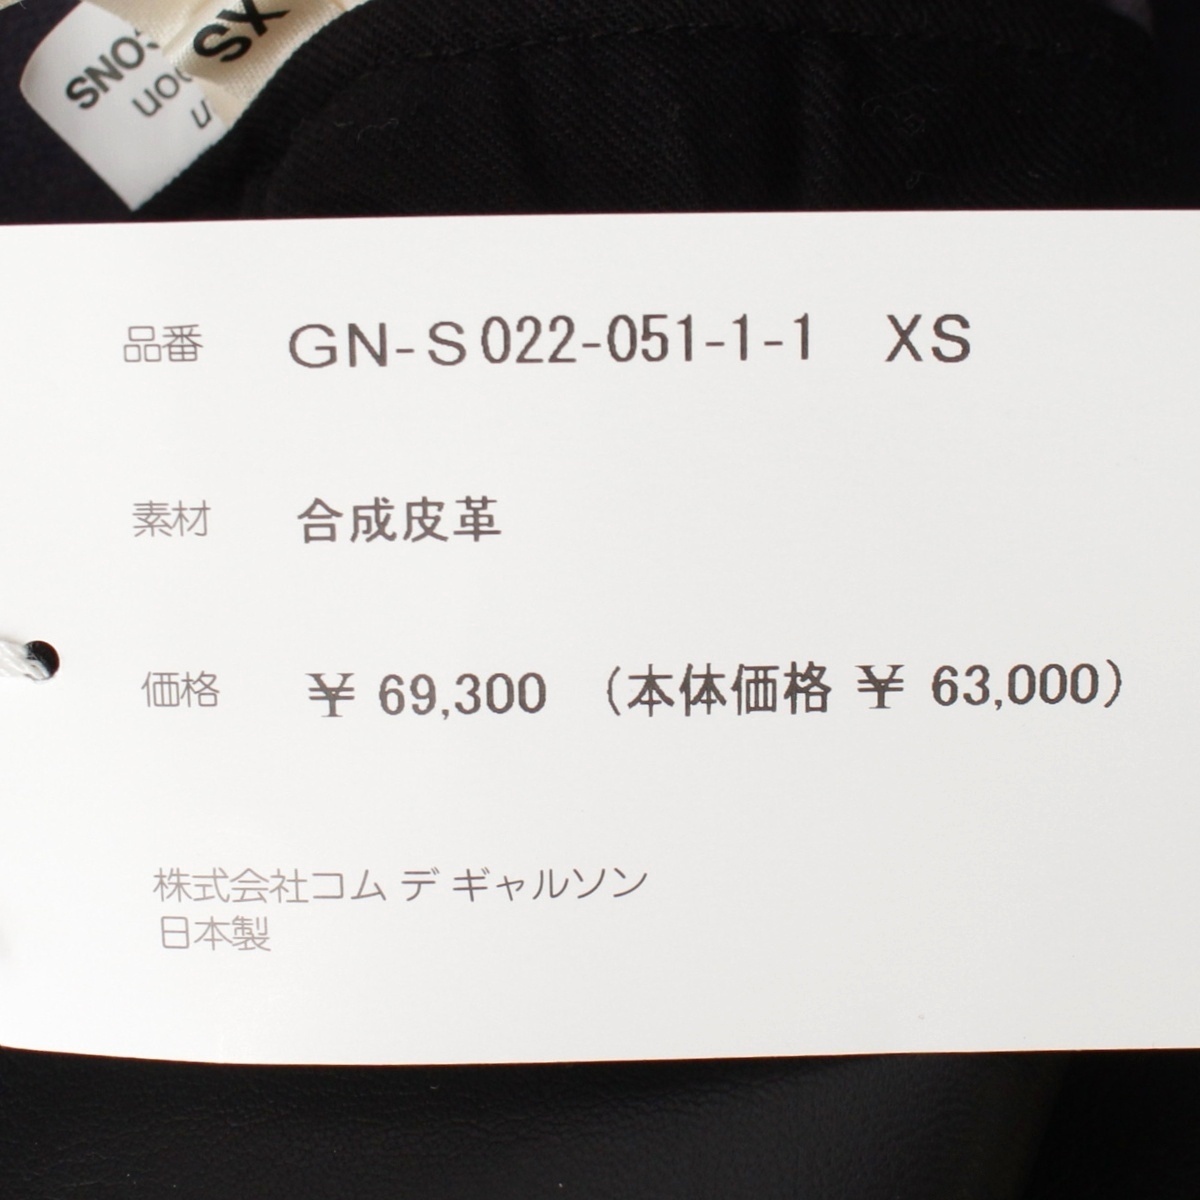 XS
品番 GN-S022-051-1-1 XS
素材 合成皮革
価格 ¥ 69,300 (本体価格 ¥ 63,000)
株式会社コム デ ギャルソン
日本製